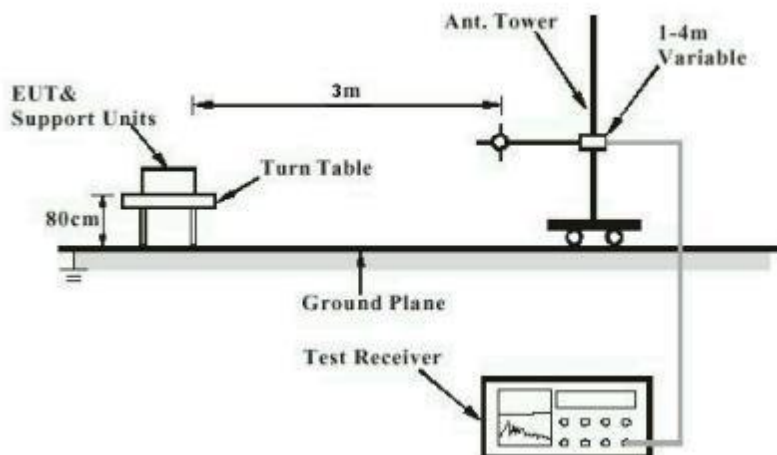 Ant. Tower
1-4m
Variable
EUT&
Support Units
3m
Turn Table
80cm
Ground Plane
Test Receiver